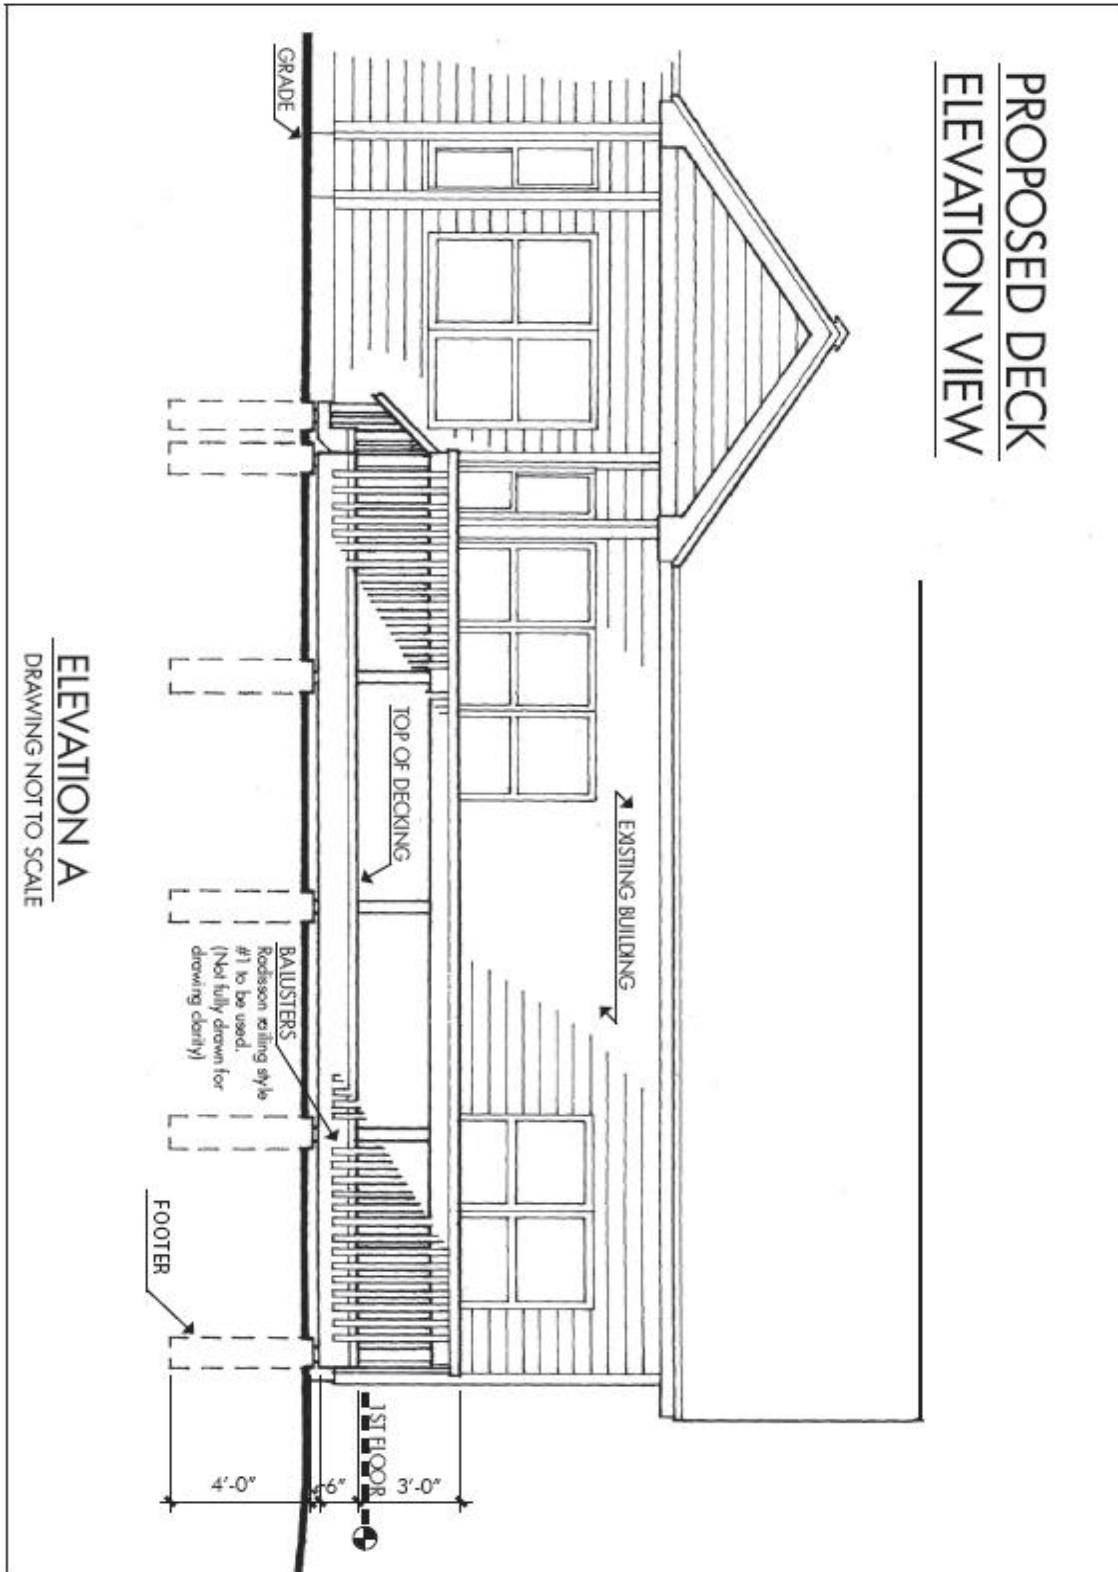 PROPOSED DECK
ELEVATION VIEW
GRADE
EXISTING BUILDING
TOP OF DECKING
BALUSTERS
Radisson railing style
#1 to be used.
(Not fully drawn for
drawing clarity)
FOOTER
1ST FLOOR
3'-0"
6"
4'-0"
ELEVATION A
DRAWING NOT TO SCALE